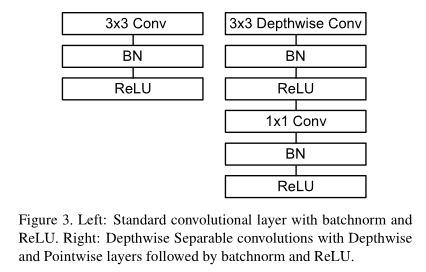 3x3 Conv
BN
ReLU
3x3 Depthwise Conv
BN
ReLU
1x1 Conv
BN
ReLU
Figure 3. Left: Standard convolutional layer with batchnorm and
ReLU. Right: Depthwise Separable convolutions with Depthwise
and Pointwise layers followed by batchnorm and ReLU.